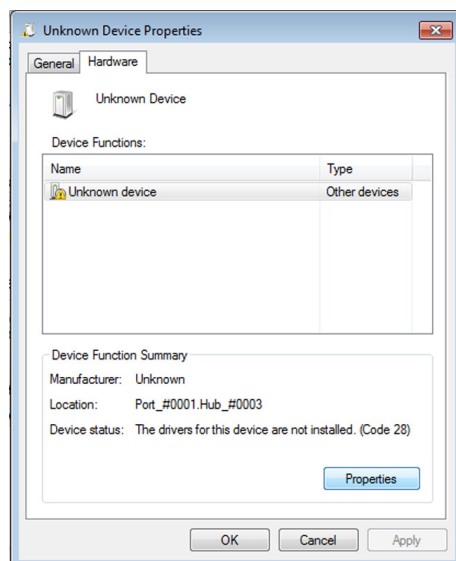 Unknown Device Properties
General Hardware
Unknown Device
Device Functions:
Name Type
Unknown device Other devices
Device Function Summary
Manufacturer: Unknown
Location: Port_#0001.Hub_#0003
Device status: The drivers for this device are not installed. (Code 28)
Properties
OK Cancel Apply